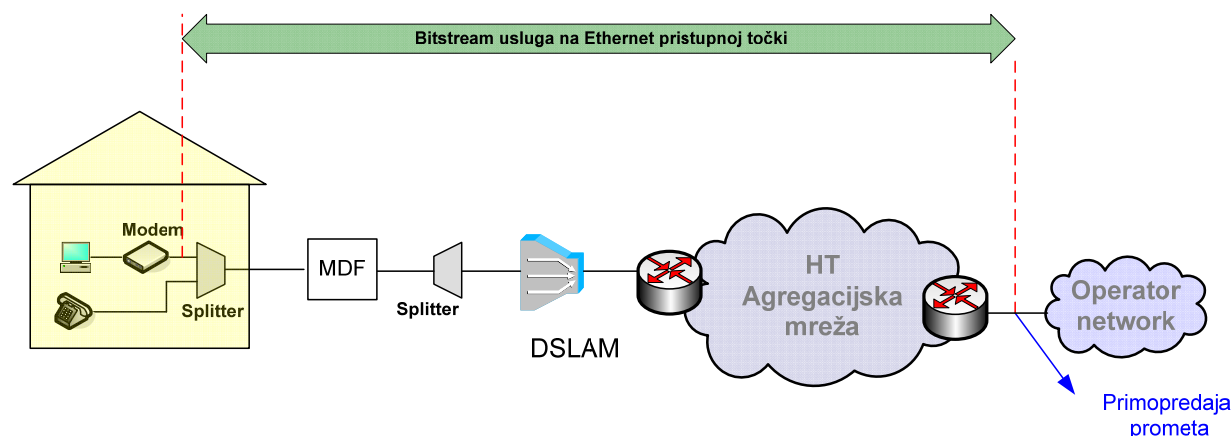 Bitstream usluga na Ethernet pristupnoj točki
Modem
Splitter
MDF
Splitter
DSLAM
HT
Agregacijska
mreža
Operator
network
Primopredaja
prometa